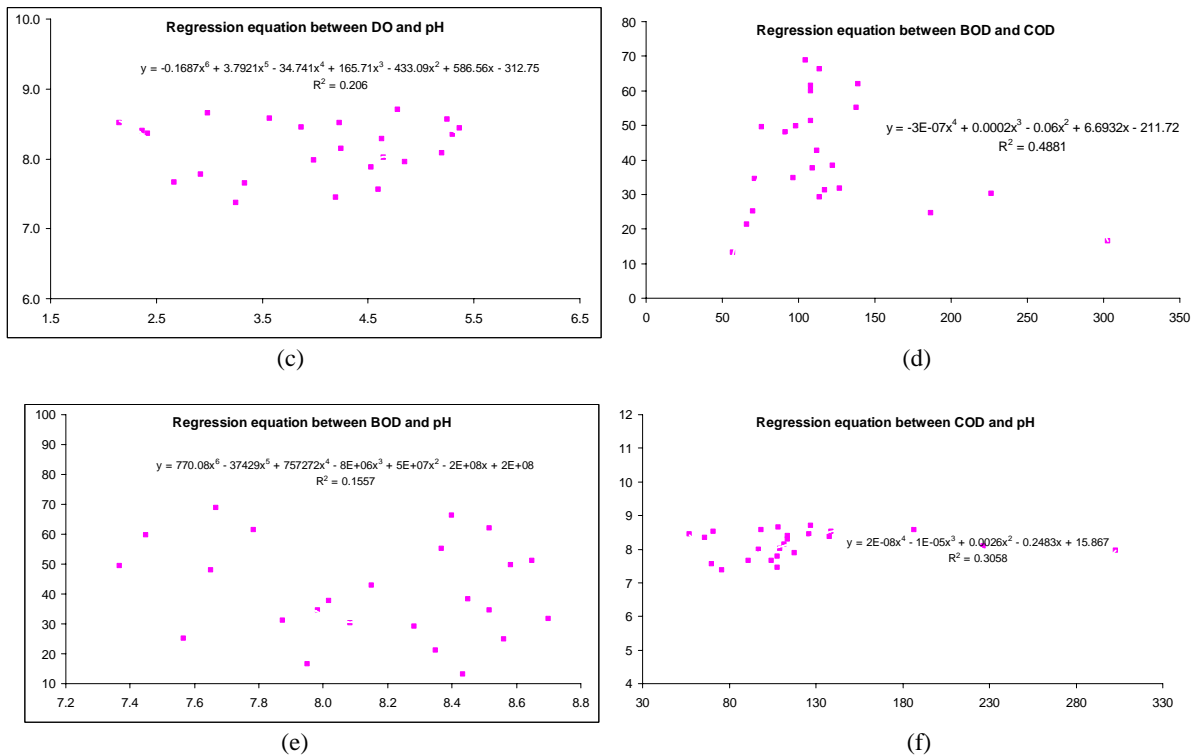 Regression equation between DO and pH
y = -0.1687x⁶ + 3.7921x⁵ - 34.741x⁴ + 165.71x³ - 433.09x² + 586.56x - 312.75
R² = 0.206
10.0
9.0
8.0
7.0
6.0
1.5 2.5 3.5 4.5 5.5 6.5
(c)
Regression equation between BOD and COD
y = -3E-07x⁴ + 0.0002x³ - 0.06x² + 6.6932x - 211.72
R² = 0.4881
80
70
60
50
40
30
20
10
0
0 50 100 150 200 250 300 350
(d)
Regression equation between BOD and pH
y = 770.08x⁶ - 37429x⁵ + 757272x⁴ - 8E+06x³ + 5E+07x² - 2E+08x + 2E+08
R² = 0.1557
100
90
80
70
60
50
40
30
20
10
7.2 7.4 7.6 7.8 8.0 8.2 8.4 8.6 8.8
(e)
Regression equation between COD and pH
y = 2E-08x⁴ - 1E-05x³ + 0.0026x² - 0.2483x + 15.867
R² = 0.3058
12
11
10
9
8
7
6
5
4
30 80 130 180 230 280 330
(f)